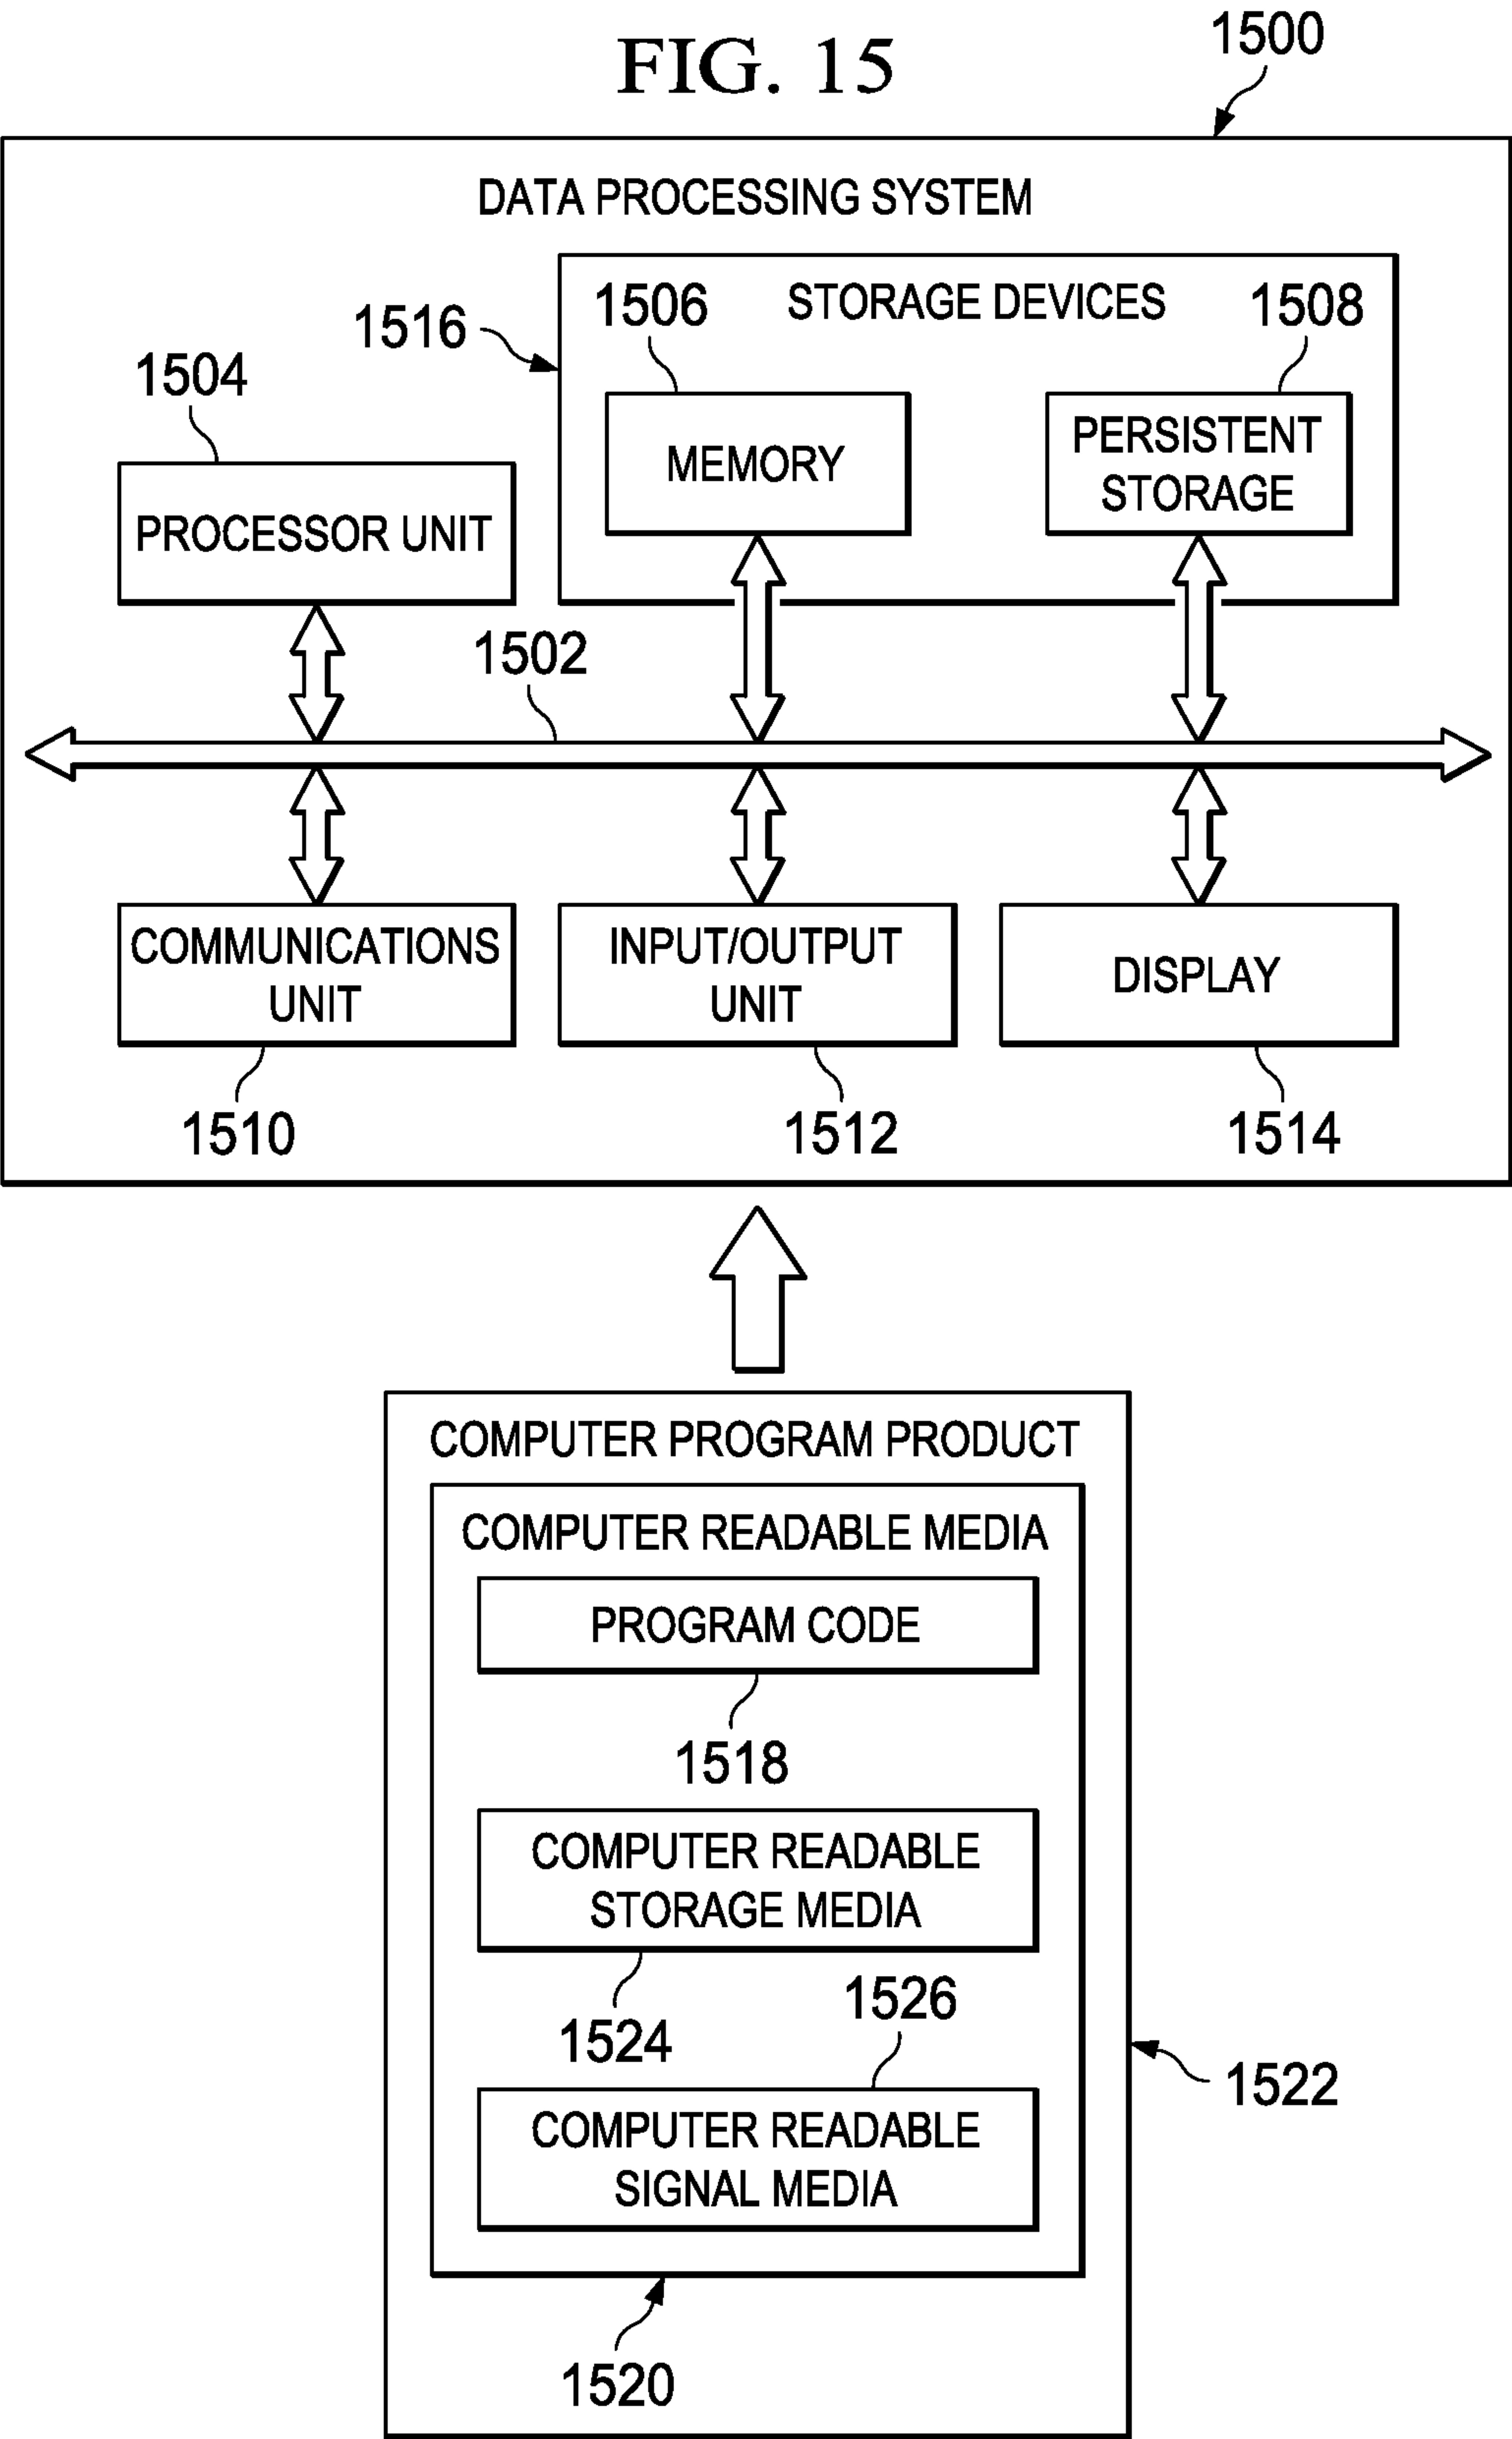 FIG. 15
1500
DATA PROCESSING SYSTEM
1516
1506
STORAGE DEVICES
1508
1504
MEMORY
PERSISTENT
STORAGE
PROCESSOR UNIT
1502
COMMUNICATIONS
UNIT
INPUT/OUTPUT
UNIT
DISPLAY
1510
1512
1514
COMPUTER PROGRAM PRODUCT
COMPUTER READABLE MEDIA
PROGRAM CODE
1518
COMPUTER READABLE
STORAGE MEDIA
1524
1526
COMPUTER READABLE
SIGNAL MEDIA
1522
1520